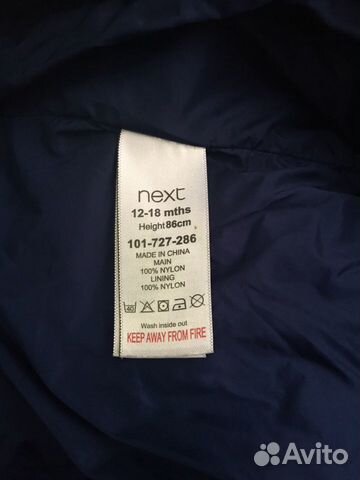 next
12-18 mths
Height 86cm
101-727-286
MADE IN CHINA
MAIN
100% NYLON
LINING
100% NYLON
40
Wash inside out
KEEP AWAY FROM FIRE
Avito